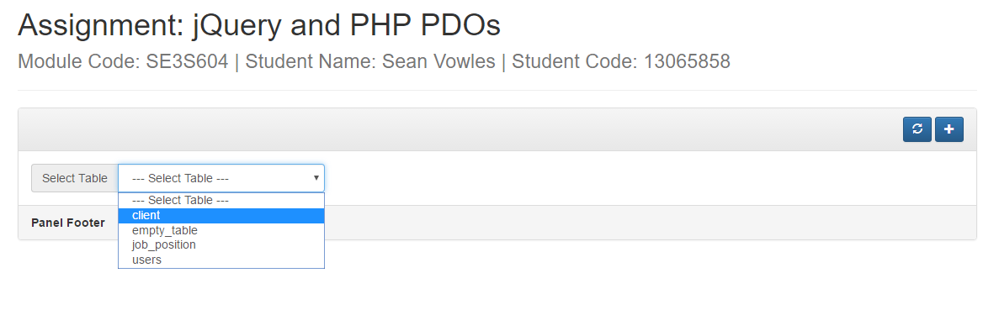 Assignment: jQuery and PHP PDOs
Module Code: SE3S604 | Student Name: Sean Vowles | Student Code: 13065858
Select Table --- Select Table ---
--- Select Table ---
client
Panel Footer
empty_table
job_position
users